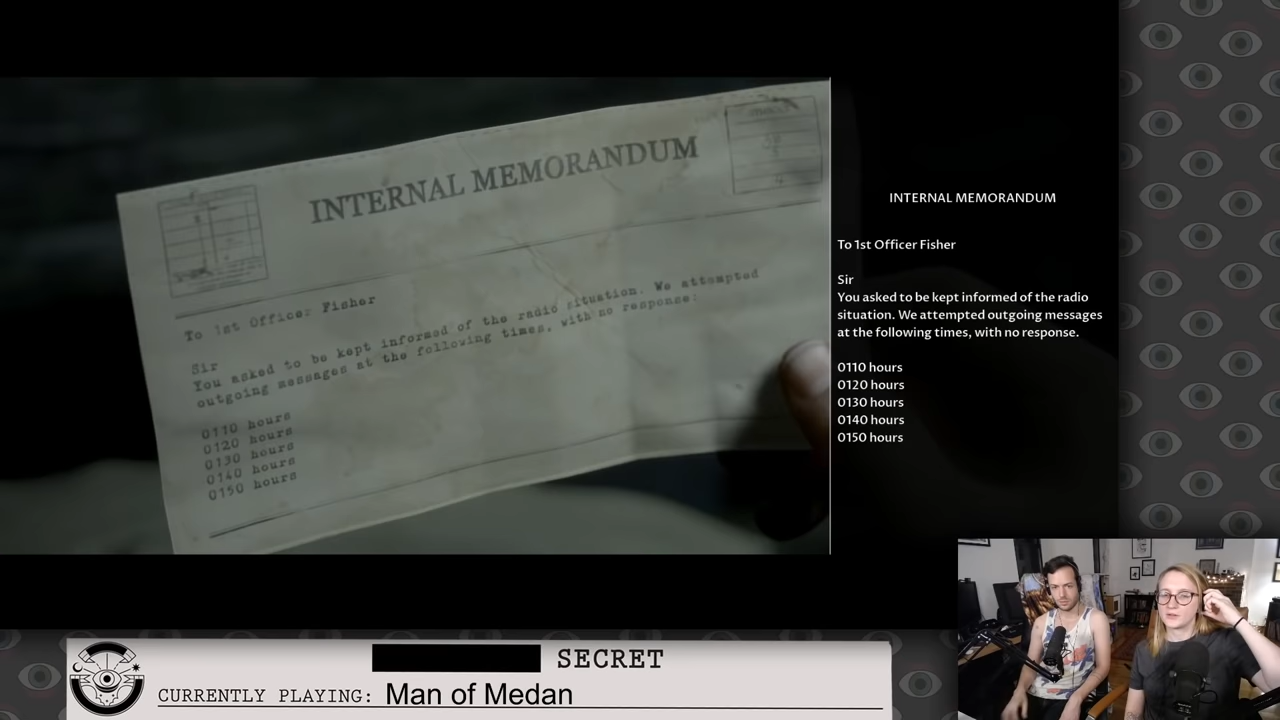 INTERNAL MEMORANDUM
To 1st Officer Fisher
Sir
You asked to be kept informed of the radio situation. We attempted
outgoing messages at the following times, with no response:
0110 hours
0120 hours
0130 hours
0140 hours
0150 hours
INTERNAL MEMORANDUM
To 1st Officer Fisher
Sir
You asked to be kept informed of the radio
situation. We attempted outgoing messages
at the following times, with no response.
0110 hours
0120 hours
0130 hours
0140 hours
0150 hours
SECRET
CURRENTLY PLAYING: Man of Medan